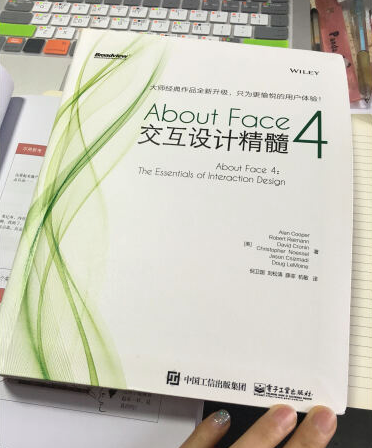 Broadview
WILEY
大师经典作品全新升级，只为更愉悦的用户体验！
About Face 4
交互设计精髓
About Face 4:
The Essentials of Interaction Design
Alan Cooper
Robert Reimann
David Cronin
[美] Christopher Noessel 著
Jason Csizmadi
Doug LeMoine
倪卫国 刘松涛 薛菲 杭敏 译
中国工信出版集团
电子工业出版社